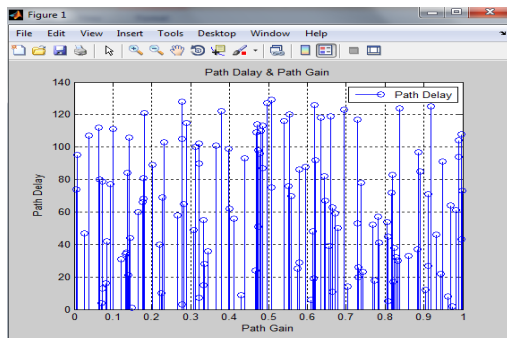 Figure 1
File Edit View Insert Tools Desktop Window Help
Path Dalay & Path Gain
Path Delay
140
120
100
80
60
40
20
0
Path Delay
0 0.1 0.2 0.3 0.4 0.5 0.6 0.7 0.8 0.9 1
Path Gain